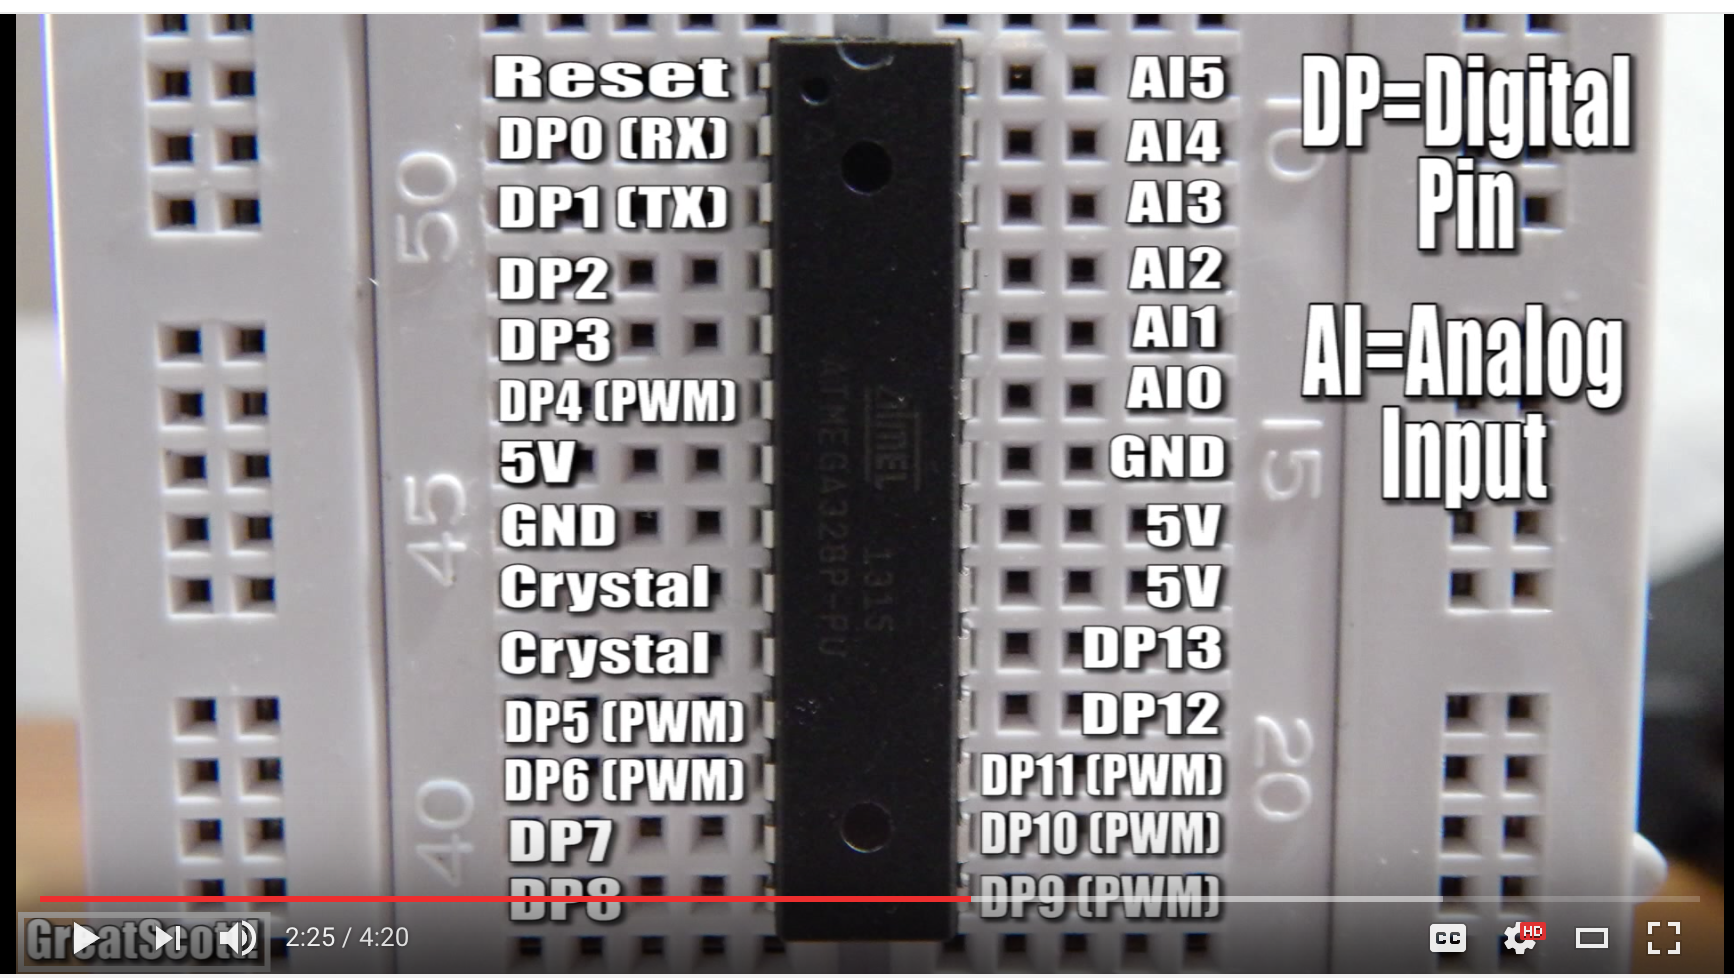 Reset
DP0 (RX)
DP1 (TX)
DP2
DP3
DP4 (PWM)
5V
GND
Crystal
Crystal
DP5 (PWM)
DP6 (PWM)
DP7
DP8
AI5
AI4
AI3
AI2
AI1
AI0
GND
5V
5V
DP13
DP12
DP11 (PWM)
DP10 (PWM)
DP9 (PWM)
DP=Digital
Pin
AI=Analog
Input
50
45
40
10
15
20
ATMEL 1315
ATMEGA328P-PU
GreatScott!
2:25 / 4:20
CC
HD